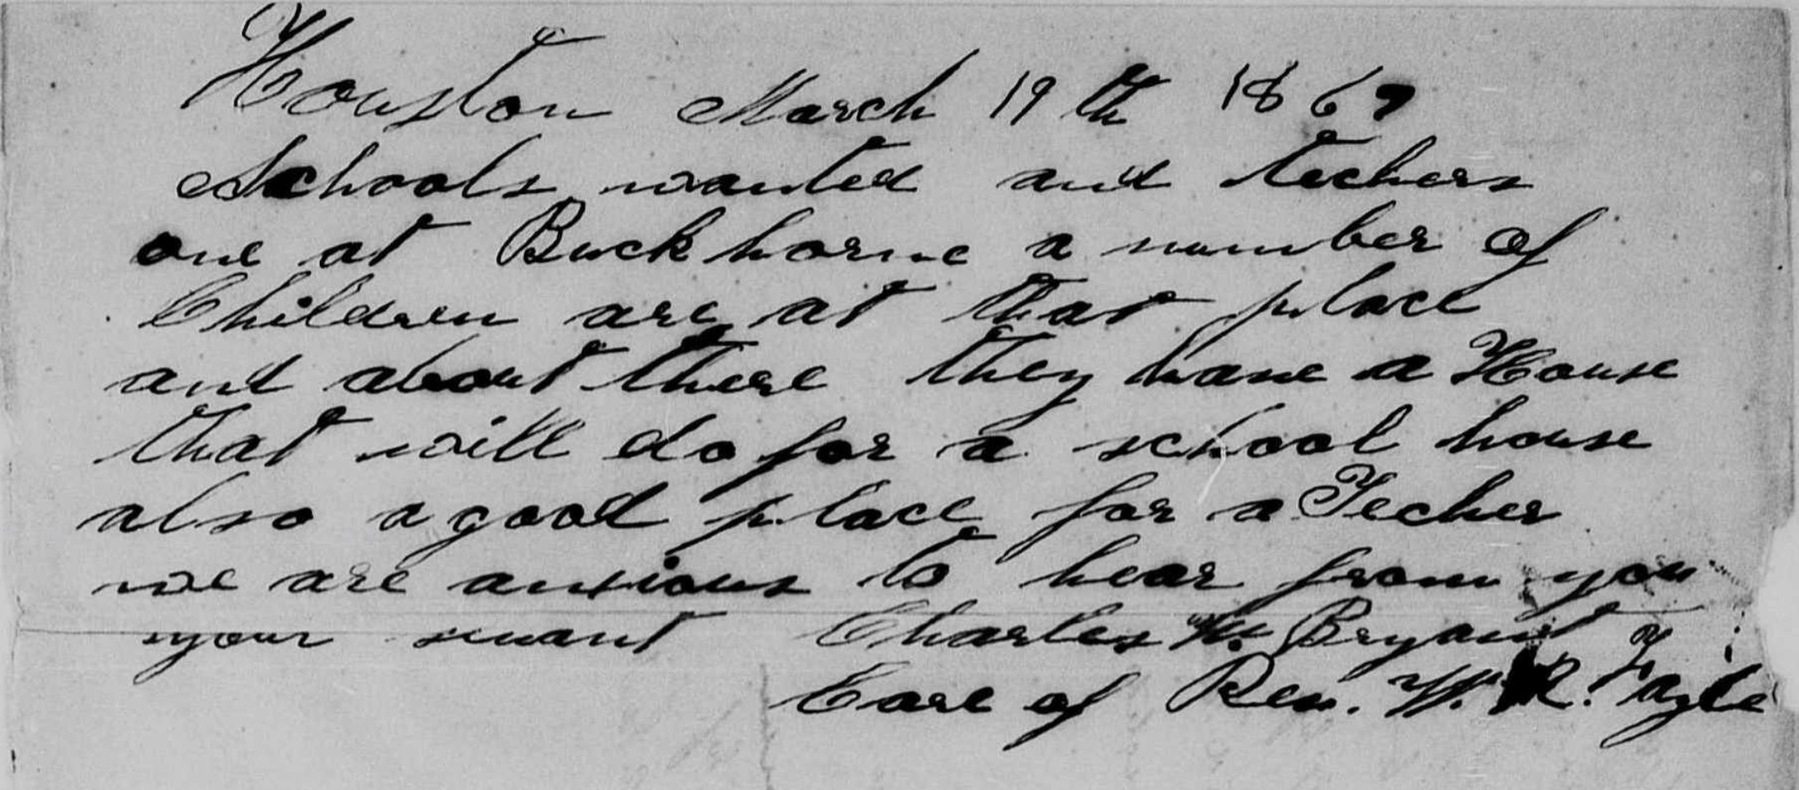 Houston March 19th 1867
Schools wanted and techers
one at Buckhorne a number of
Children are at that place
and about there they have a House
that will do for a school house
also a good place for a Techer
we are anxious to hear from you
your servant Charles W. Bryant
Care of Rev. W. R. Fayle